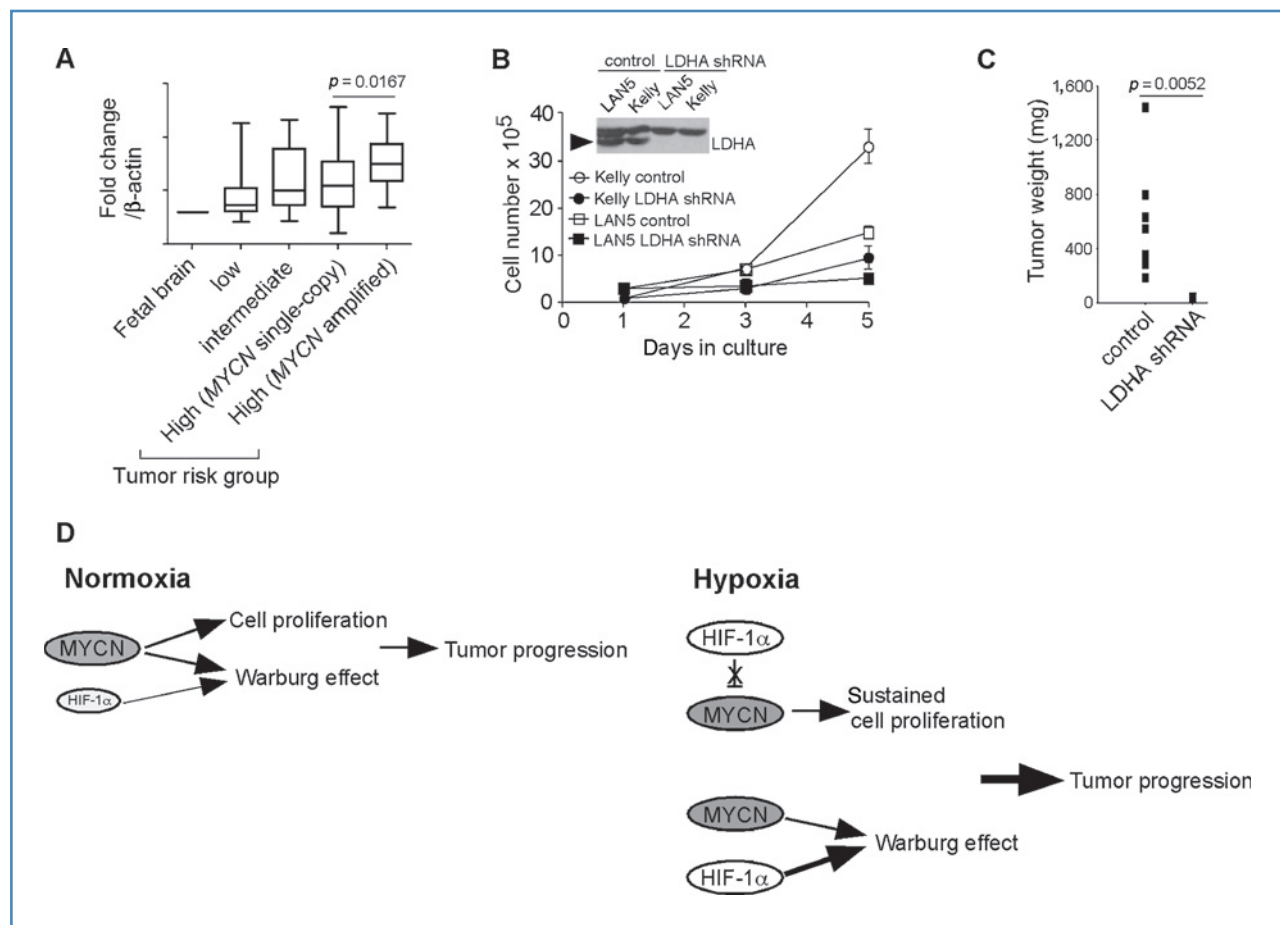 A
p = 0.0167
Fold change
/β-actin
Fetal brain
low
intermediate
High (MYCN single-copy)
High (MYCN amplified)
Tumor risk group
B
control LDHA shRNA
LAN5 Kelly LAN5 Kelly
LDHA
Cell number x 10⁵
40
30
20
10
0
Kelly control
Kelly LDHA shRNA
LAN5 control
LAN5 LDHA shRNA
0 1 2 3 4 5
Days in culture
C
p = 0.0052
Tumor weight (mg)
1,600
1,200
800
400
0
control
LDHA shRNA
D
Normoxia
MYCN
HIF-1α
Cell proliferation
Warburg effect
Tumor progression
Hypoxia
HIF-1α
X
MYCN
Sustained
cell proliferation
MYCN
HIF-1α
Warburg effect
Tumor progression